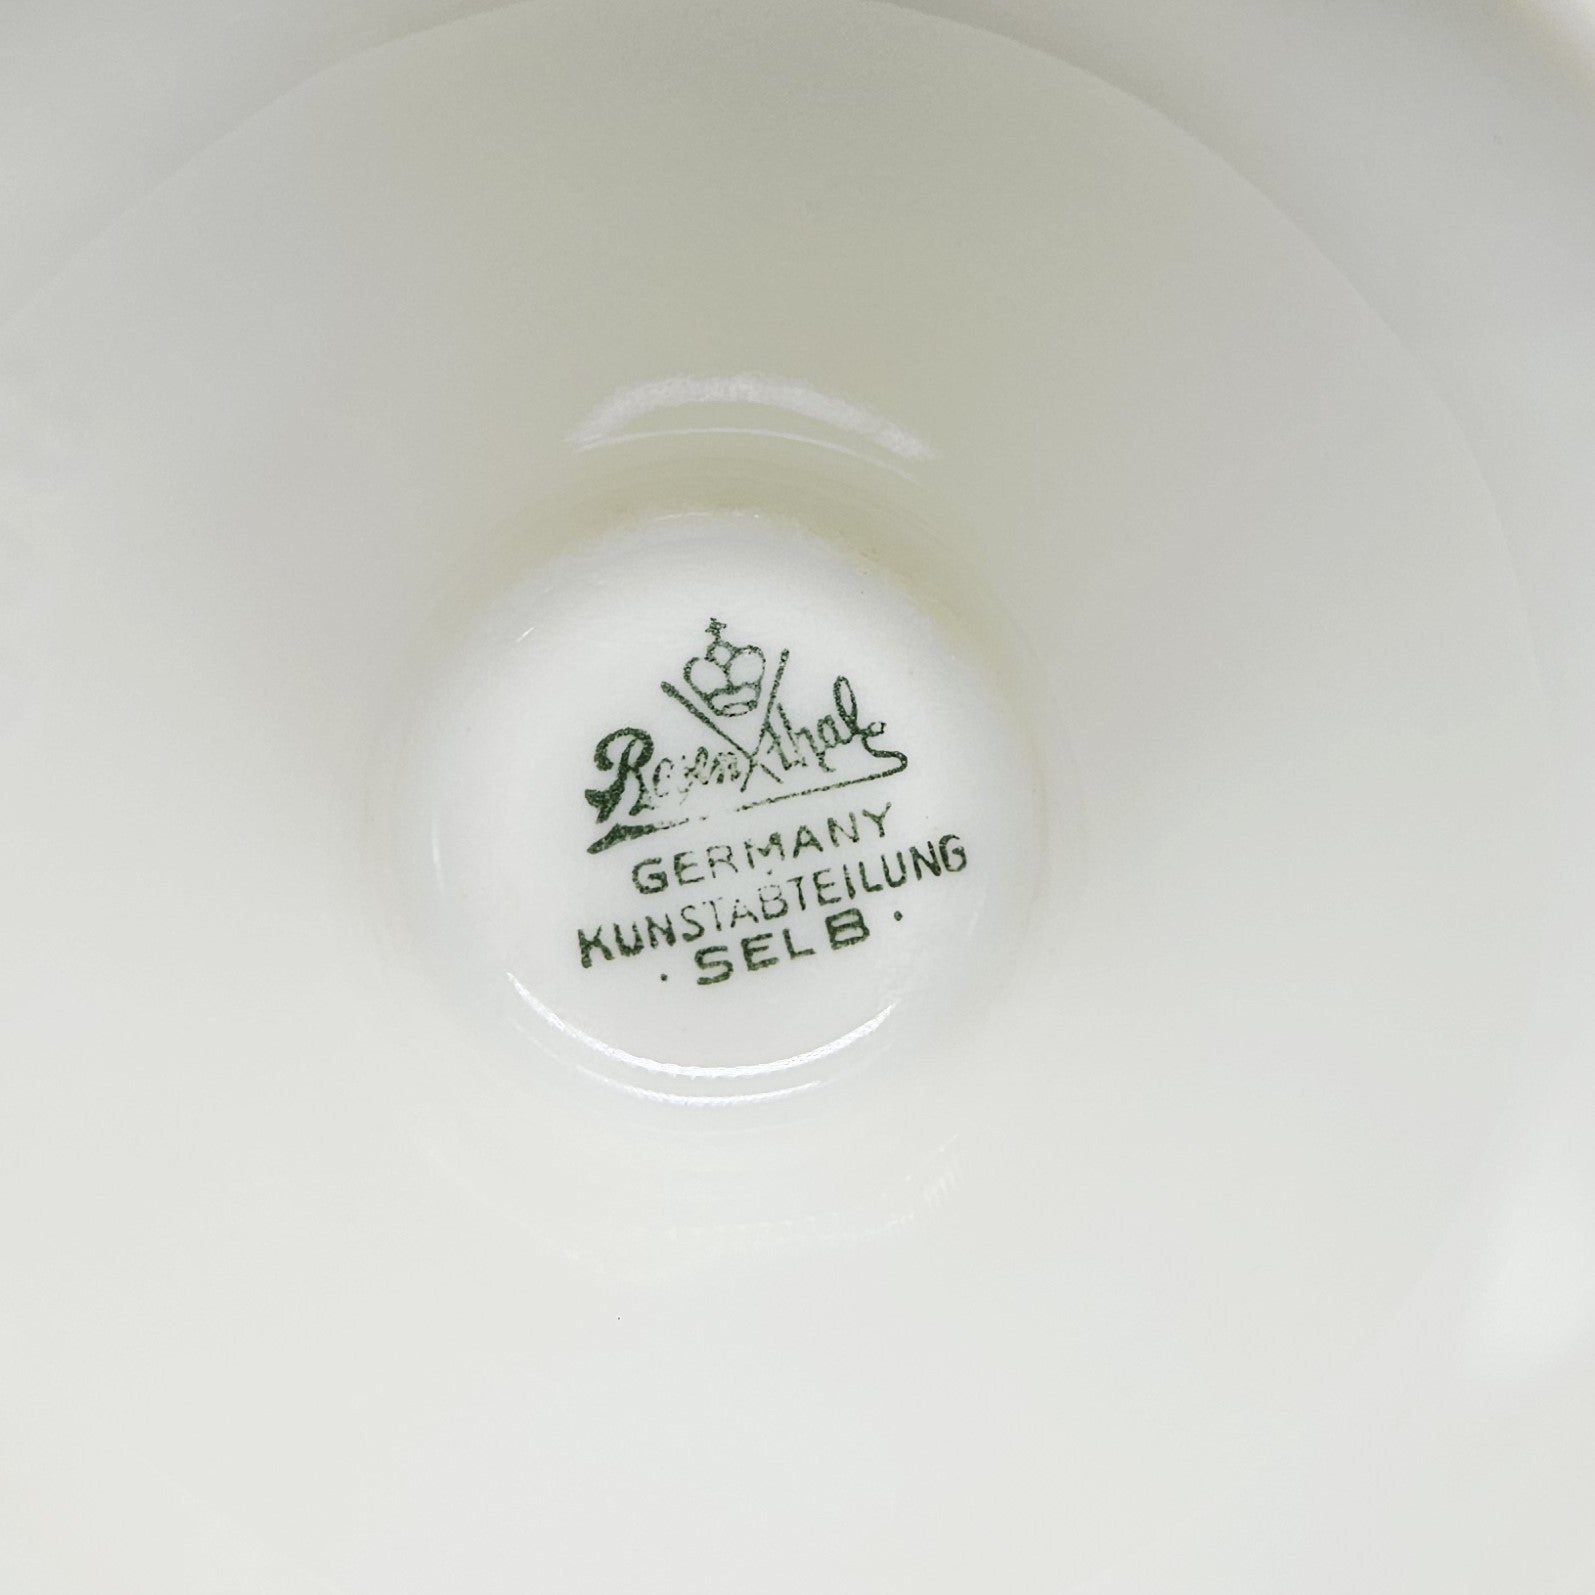 Rosenthal
GERMANY
KUNSTABTEILUNG
· SELB ·